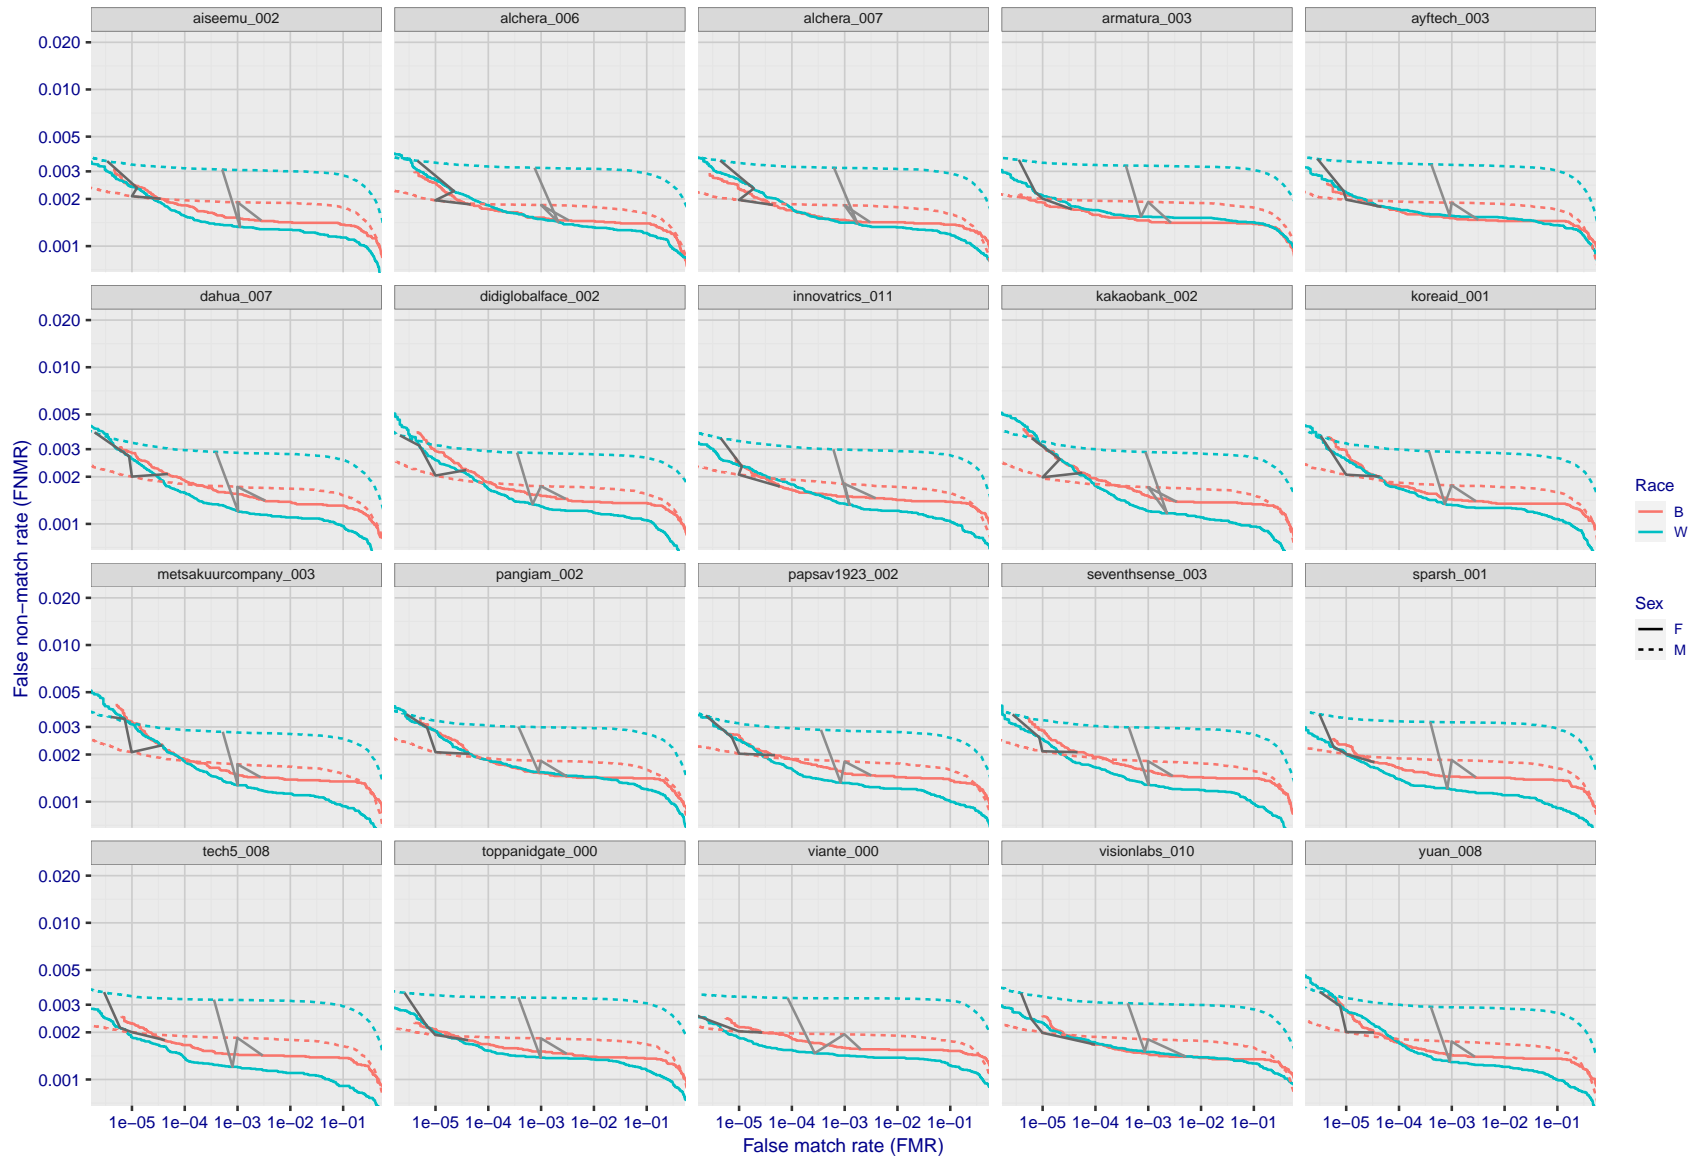 aiseemu_002 alchera_006 alchera_007 armatura_003 ayftech_003
0.020
0.010
0.005
0.003
0.002
0.001
dahua_007 didiglobalface_002 innovatrics_011 kakaobank_002 koreaid_001
0.020
0.010
0.005
0.003
0.002
0.001
metsakuurcompany_003 pangiam_002 papsav1923_002 seventhsense_003 sparsh_001
0.020
0.010
0.005
0.003
0.002
0.001
tech5_008 toppanidgate_000 viante_000 visionlabs_010 yuan_008
0.020
0.010
0.005
0.003
0.002
0.001
1e−05 1e−04 1e−03 1e−02 1e−01 1e−05 1e−04 1e−03 1e−02 1e−01 1e−05 1e−04 1e−03 1e−02 1e−01 1e−05 1e−04 1e−03 1e−02 1e−01 1e−05 1e−04 1e−03 1e−02 1e−01
False match rate (FMR)
False non−match rate (FNMR)
Race
B
W
Sex
F
M